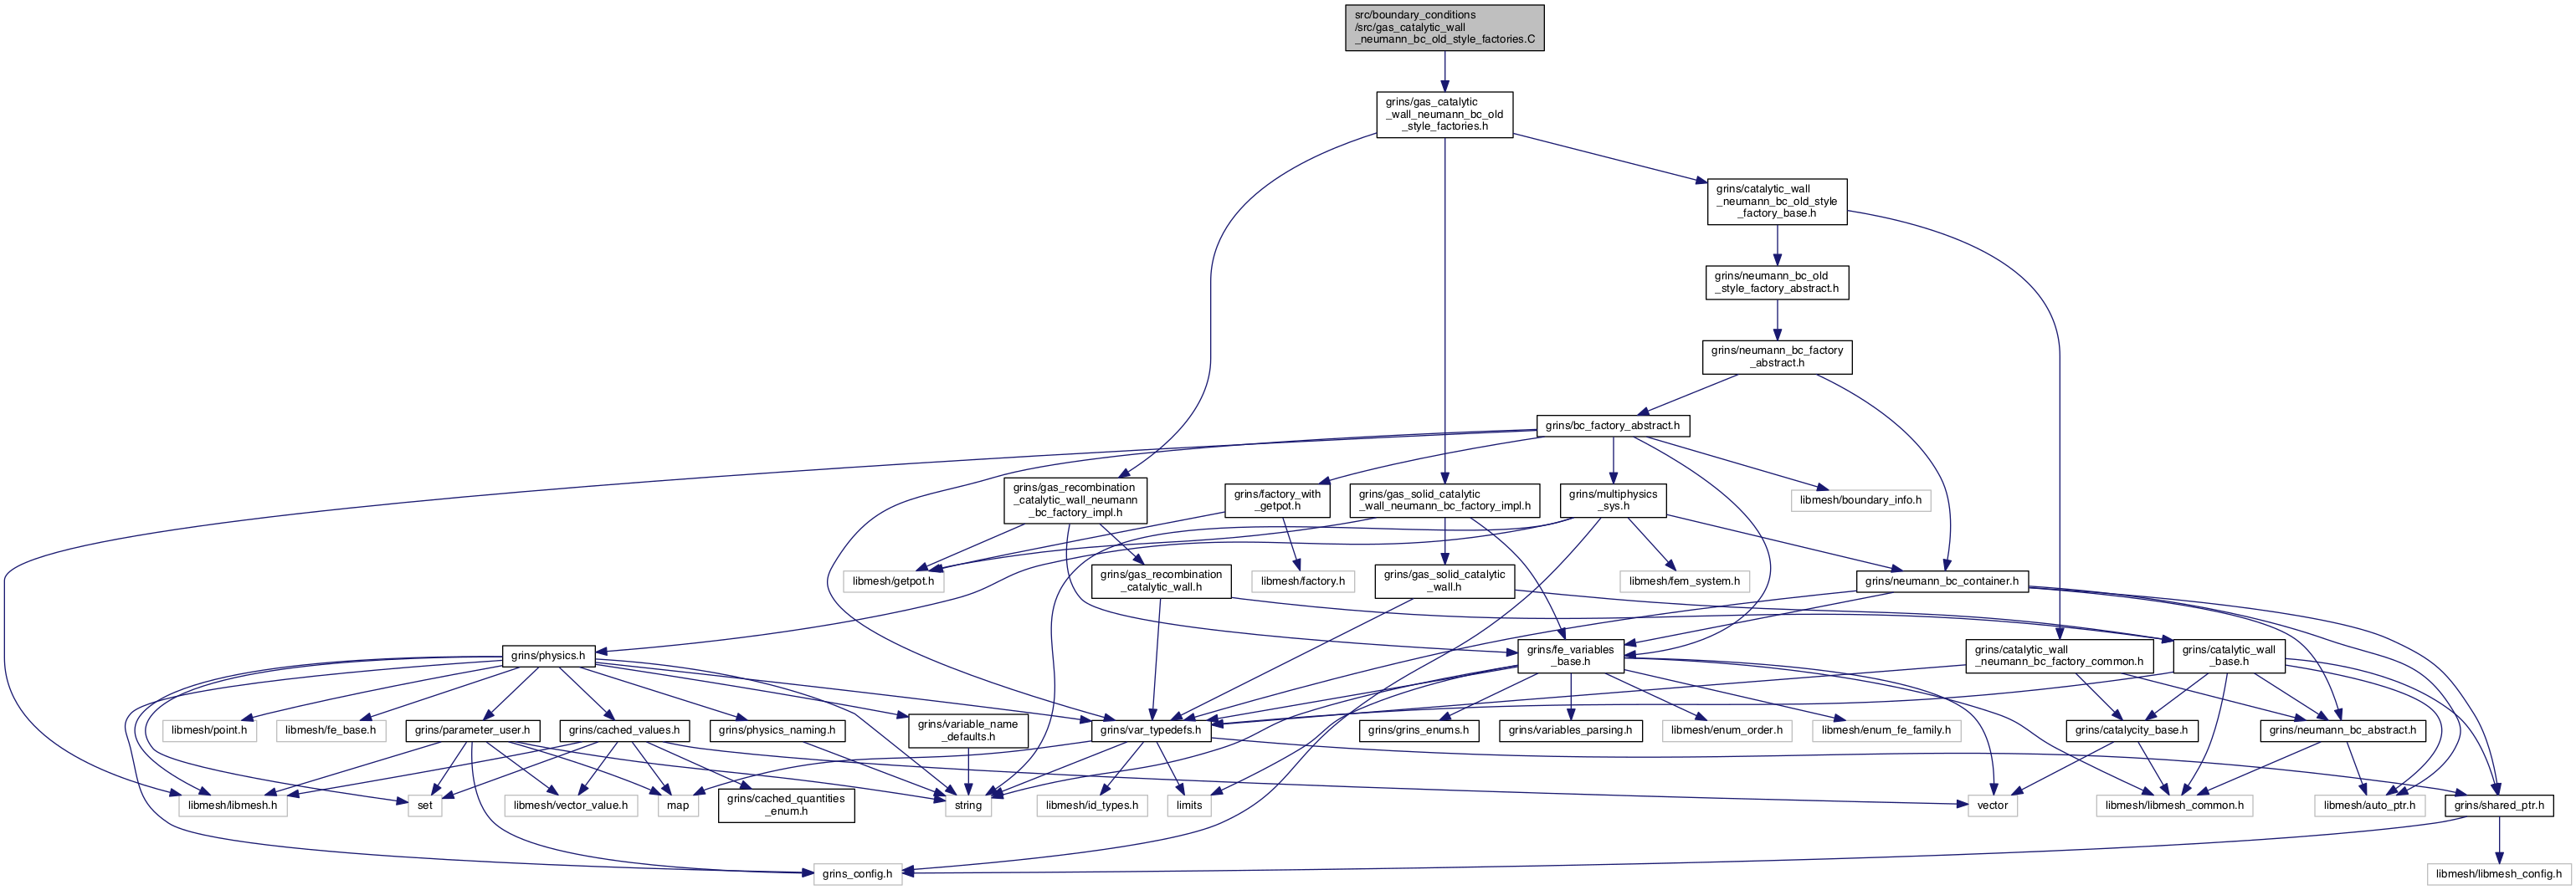 src/boundary_conditions
/src/gas_catalytic_wall
_neumann_bc_old_style_factories.C
grins/gas_catalytic
_wall_neumann_bc_old
_style_factories.h
grins/catalytic_wall
_neumann_bc_old_style
_factory_base.h
grins/neumann_bc_old
_style_factory_abstract.h
grins/neumann_bc_factory
_abstract.h
grins/bc_factory_abstract.h
grins/gas_recombination
_catalytic_wall_neumann
_bc_factory_impl.h
grins/factory_with
_getpot.h
grins/gas_solid_catalytic
_wall_neumann_bc_factory_impl.h
grins/multiphysics
_sys.h
libmesh/boundary_info.h
libmesh/getpot.h
grins/gas_recombination
_catalytic_wall.h
libmesh/factory.h
grins/gas_solid_catalytic
_wall.h
libmesh/fem_system.h
grins/neumann_bc_container.h
grins/physics.h
grins/fe_variables
_base.h
grins/catalytic_wall
_neumann_bc_factory_common.h
grins/catalytic_wall
_base.h
libmesh/point.h
libmesh/fe_base.h
grins/parameter_user.h
grins/cached_values.h
grins/physics_naming.h
grins/variable_name
_defaults.h
grins/var_typedefs.h
grins/grins_enums.h
grins/variables_parsing.h
libmesh/enum_order.h
libmesh/enum_fe_family.h
grins/catalycity_base.h
grins/neumann_bc_abstract.h
libmesh/libmesh.h
set
libmesh/vector_value.h
map
grins/cached_quantities
_enum.h
string
libmesh/id_types.h
limits
vector
libmesh/libmesh_common.h
libmesh/auto_ptr.h
grins/shared_ptr.h
grins_config.h
libmesh/libmesh_config.h